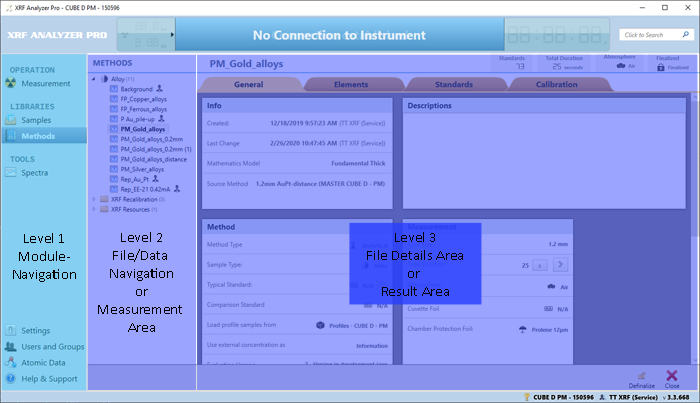 XRF Analyzer Pro - CUBE D PM - 150596
XRF ANALYZER PRO
No Connection to Instrument
Click to Search
OPERATION
Measurement
LIBRARIES
Samples
Methods
TOOLS
Spectra
Level 1
Module-
Navigation
Settings
Users and Groups
Atomic Data
Help & Support
METHODS
Alloy (11)
Background
FP_Copper_alloys
FP_Ferrous_alloys
P Au_pile-up
PM_Gold_alloys
PM_Gold_alloys_0.2mm
PM_Gold_alloys_0.2mm (1)
PM_Gold_alloys_distance
PM_Silver_alloys
Rep_Au_Pt
Rep_EE-21 0.42mA
XRF Recalibration (3)
XRF Resources (1)
Level 2
File/Data
Navigation
or
Measurement
Area
PM_Gold_alloys
Standards
73
Total Duration
25 seconds
Atmosphere
Air
Finalized
Finalized
General
Elements
Standards
Calibration
Info
Created: 12/18/2019 9:57:23 AM (TT XRF (Service))
Last Change 2/26/2020 10:47:45 AM (TT XRF (Service))
Mathematics Model Fundamental Thick
Source Method 1.2mm AuPt-distance (MASTER CUBE D - PM)
Descriptions
Method
Method Type
Sample Type:
Typical Standard: N/A
Comparison Standard N/A
Load profile samples from Profiles - CUBE D - PM
Use external concentration as Information
Measurement
1.2 mm
25
Air
Cuvette Foil N/A
Chamber Protection Foil Prolene 12µm
Level 3
File Details Area
or
Result Area
Definalize
Close
CUBE D PM - 150596 TT XRF (Service) v 3.3.668